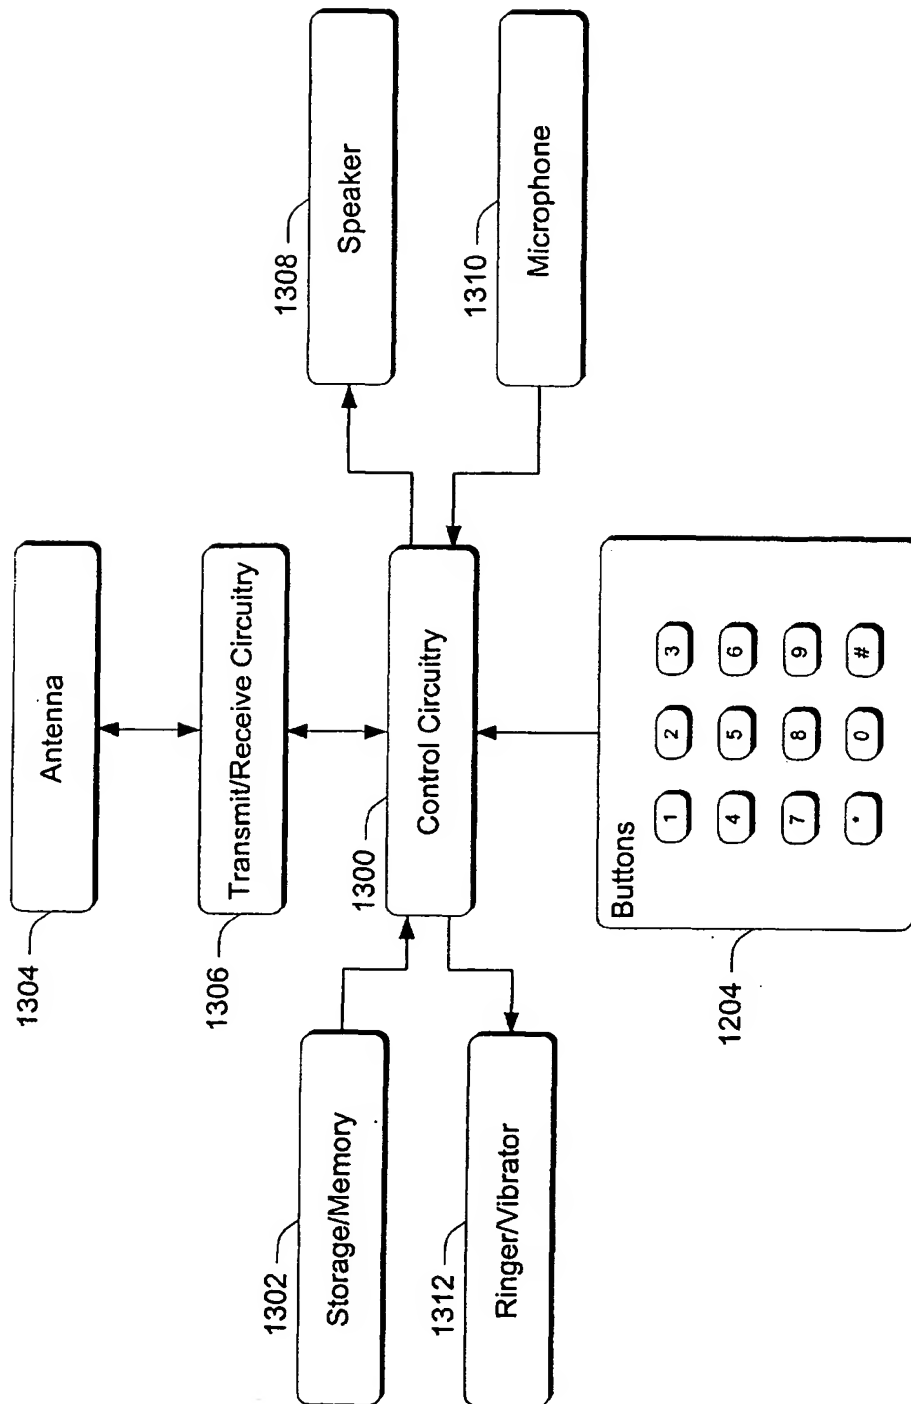 1304
Antenna
1306
Transmit/Receive Circuitry
1302
Storage/Memory
1300
Control Circuitry
1308
Speaker
1312
Ringer/Vibrator
1310
Microphone
1204
Buttons
1 2 3
4 5 6
7 8 9
* 0 #